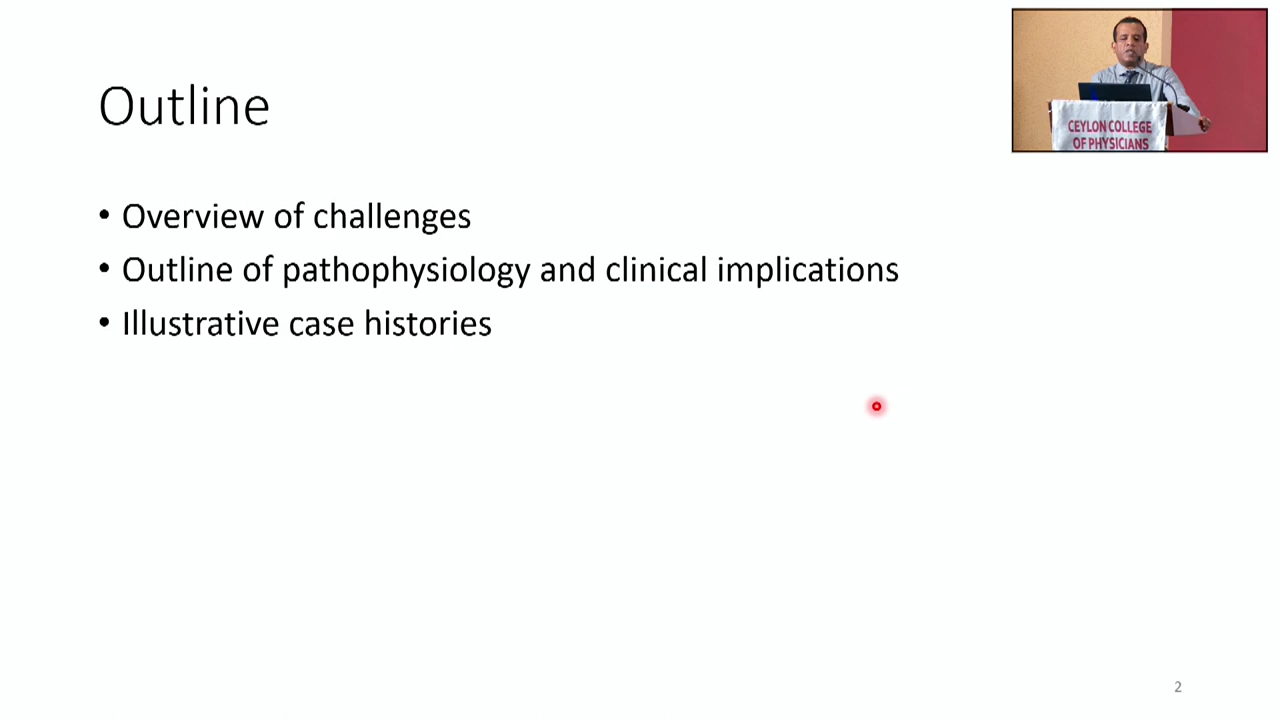 Outline
• Overview of challenges
• Outline of pathophysiology and clinical implications
• Illustrative case histories
CEYLON COLLEGE
OF PHYSICIANS
2